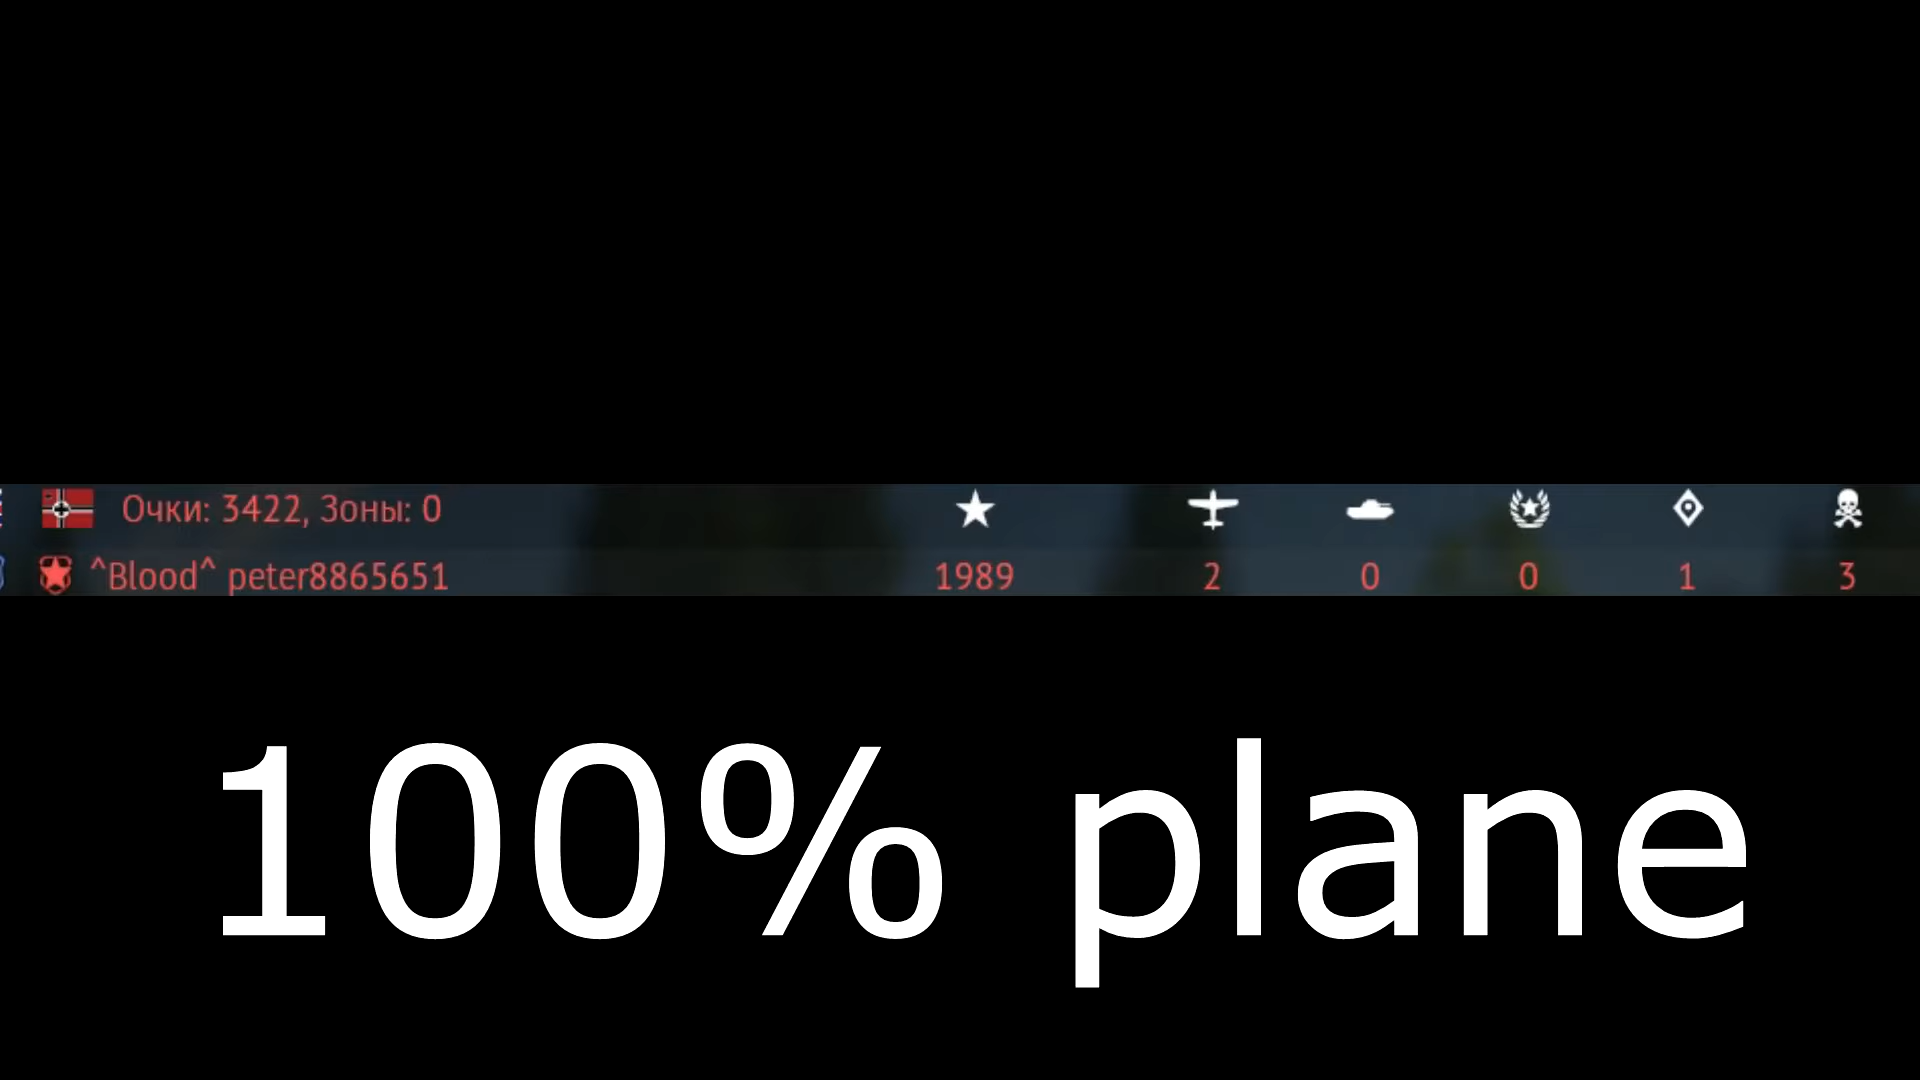 Очки: 3422, Зоны: 0
^Blood^ peter8865651 1989 2 0 0 1 3
100% plane